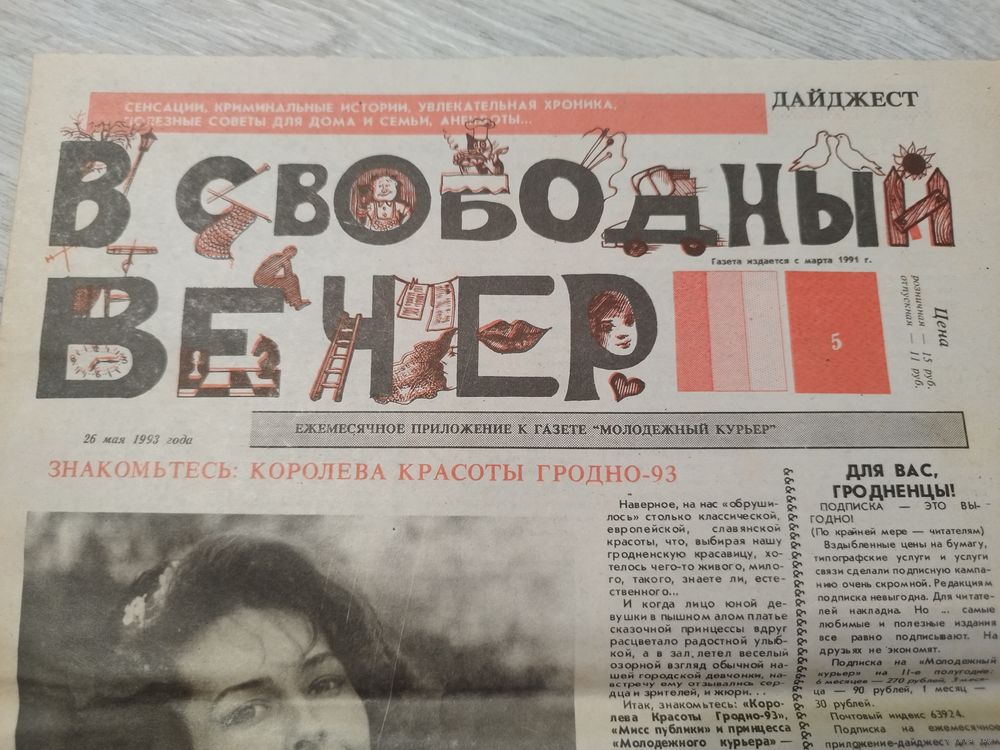 СЕНСАЦИИ, КРИМИНАЛЬНЫЕ ИСТОРИИ, УВЛЕКАТЕЛЬНАЯ ХРОНИКА,
ПОЛЕЗНЫЕ СОВЕТЫ ДЛЯ ДОМА И СЕМЬИ, АНЕКДОТЫ...
ДАЙДЖЕСТ
В СВОБОДНЫЙ
Газета издается с марта 1991 г.
ВЕЧЕР
5
Цена
розничная — 15 руб.
отпускная — 11 руб.
26 мая 1993 года
ЕЖЕМЕСЯЧНОЕ ПРИЛОЖЕНИЕ К ГАЗЕТЕ "МОЛОДЕЖНЫЙ КУРЬЕР"
ЗНАКОМЬТЕСЬ: КОРОЛЕВА КРАСОТЫ ГРОДНО-93
Наверное, на нас «обруши-
лось» столько классической,
европейской, славянской
красоты, что, выбирая нашу
гродненскую красавицу, хо-
телось чего-то живого, мило-
го, такого, знаете ли, есте-
ственного...
И когда лицо юной де-
вушки в пышном алом платье
сказочной принцессы вдруг
расцветало радостной улыб-
кой, а в зал летел веселый
озорной взгляд обычной на-
шей городской девчонки, на-
встречу ему отзывались сер-
дца и зрителей, и жюри...
Итак, знакомьтесь: «Коро-
лева Красоты Гродно-93»,
«Мисс публики» и принцесса
«Молодежного курьера» —
ДЛЯ ВАС,
ГРОДНЕНЦЫ!
ПОДПИСКА — ЭТО ВЫ-
ГОДНО!
(По крайней мере — читателям)
Вздыбленные цены на бумагу,
типографские услуги и услуги
связи сделали подписную кампа-
нию очень скромной. Редакциям
подписка невыгодна. Для читате-
лей накладна. Но ... самые
любимые и полезные издания
все равно подписывают. На
друзьях не экономят.
Подписка на «Молодежный
курьер» на II-е полугодие:
6 месяцев — 270 рублей, 3 меся-
ца — 90 рублей, 1 месяц —
30 рублей.
Почтовый индекс 63924.
Подписка на ежемесячное
приложение-дайджест